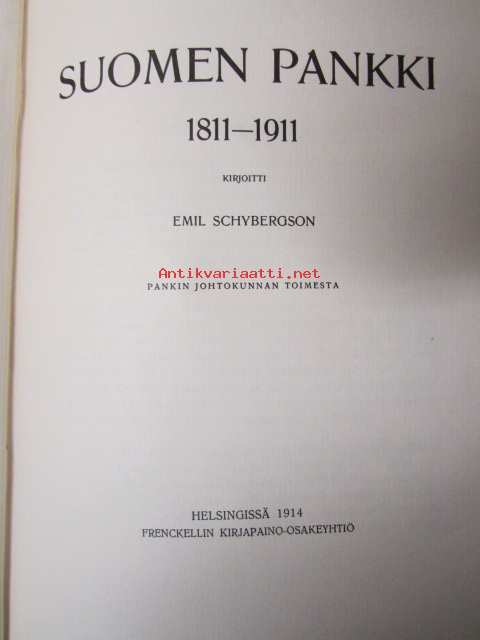 SUOMEN PANKKI
1811—1911
KIRJOITTI
EMIL SCHYBERGSON
Antikvariaatti.net
PANKIN JOHTOKUNNAN TOIMESTA
HELSINGISSÄ 1914
FRENCKELLIN KIRJAPAINO-OSAKEYHTIÖ